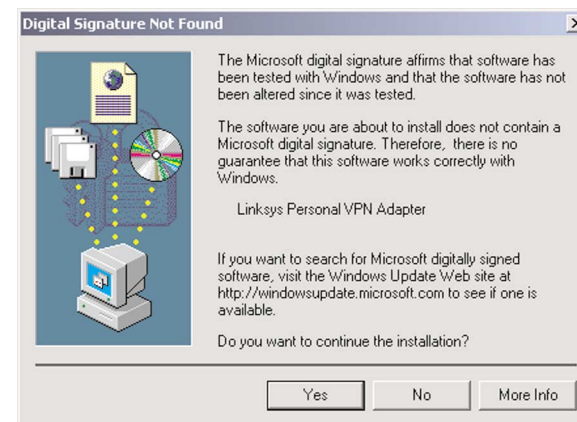 Digital Signature Not Found
The Microsoft digital signature affirms that software has
been tested with Windows and that the software has not
been altered since it was tested.
The software you are about to install does not contain a
Microsoft digital signature. Therefore,  there is no
guarantee that this software works correctly with
Windows.
Linksys Personal VPN Adapter
If you want to search for Microsoft digitally signed
software, visit the Windows Update Web site at
http://windowsupdate.microsoft.com to see if one is
available.
Do you want to continue the installation?
Yes No More Info